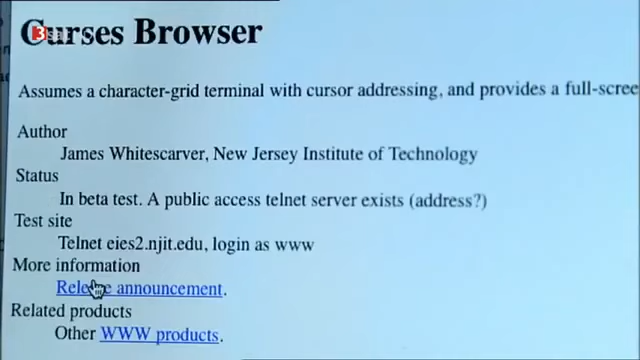 Curses Browser
3sat
Assumes a character-grid terminal with cursor addressing, and provides a full-scree
Author
James Whitescarver, New Jersey Institute of Technology
Status
In beta test. A public access telnet server exists (address?)
Test site
Telnet eies2.njit.edu, login as www
More information
Release announcement.
Related products
Other WWW products.